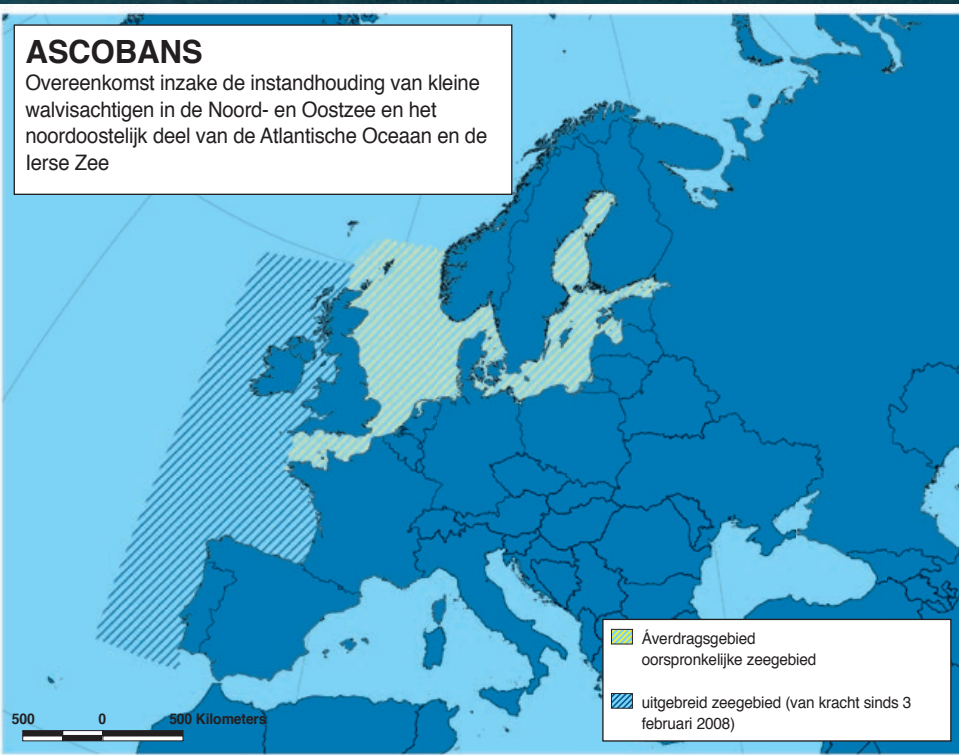 ASCOBANS
Overeenkomst inzake de instandhouding van kleine
walvisachtigen in de Noord- en Oostzee en het
noordoostelijk deel van de Atlantische Oceaan en de
Ierse Zee
Áverdragsgebied
oorspronkelijke zeegebied
uitgebreid zeegebied (van kracht sinds 3
februari 2008)
500 0 500 Kilometers